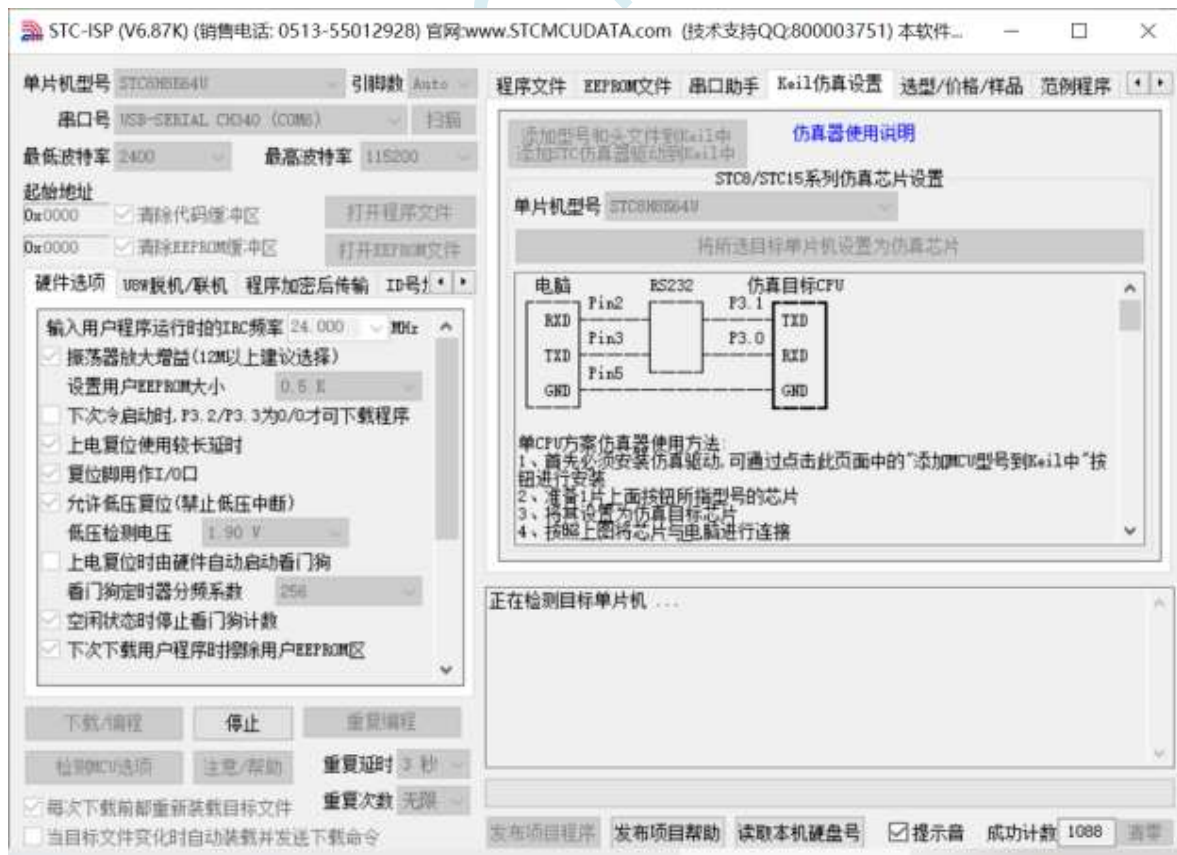 STC-ISP (V6.87K) (销售电话: 0513-55012928) 官网:www.STCMCUDATA.com (技术支持QQ:800003751) 本软件...
单片机型号 STC8H8K64U 引脚数 Auto
串口号 USB-SERIAL CH340 (COM6) 扫描
最低波特率 2400 最高波特率 115200
起始地址
0x0000 清除代码缓冲区 打开程序文件
0x0000 清除EEPROM缓冲区 打开EEPROM文件
硬件选项 U8W脱机/联机 程序加密后传输 ID号
输入用户程序运行时的IRC频率 24.000 MHz
振荡器放大增益(12M以上建议选择)
设置用户EEPROM大小 0.5 K
下次冷启动时,P3.2/P3.3为0/0才可下载程序
上电复位使用较长延时
复位脚用作I/O口
允许低压复位(禁止低压中断)
低压检测电压 1.90 V
上电复位时由硬件自动启动看门狗
看门狗定时器分频系数 256
空闲状态时停止看门狗计数
下次下载用户程序时擦除用户EEPROM区
下载/编程 停止 重复编程
检测MCU选项 注意/帮助 重复延时 3 秒
每次下载前都重新装载目标文件 重复次数 无限
当目标文件变化时自动装载并发送下载命令
程序文件 EEPROM文件 串口助手 Keil仿真设置 选型/价格/样品 范例程序
添加型号和头文件到Keil中
添加STC仿真器驱动到Keil中
仿真器使用说明
STC8/STC15系列仿真芯片设置
单片机型号 STC8H8K64U
将所选目标单片机设置为仿真芯片
电脑 RS232 仿真目标CPU
Pin2 P3.1
RXD TXD
Pin3 P3.0
TXD RXD
Pin5
GND GND
单CPU方案仿真器使用方法:
1、首先必须安装仿真驱动,可通过点击此页面中的"添加MCU型号到Keil中"按
钮进行安装
2、准备1片上面按钮所指型号的芯片
3、将其设置为仿真目标芯片
4、按照上图将芯片与电脑进行连接
正在检测目标单片机 ...
发布项目程序 发布项目帮助 读取本机硬盘号 提示音 成功计数 1088 清零